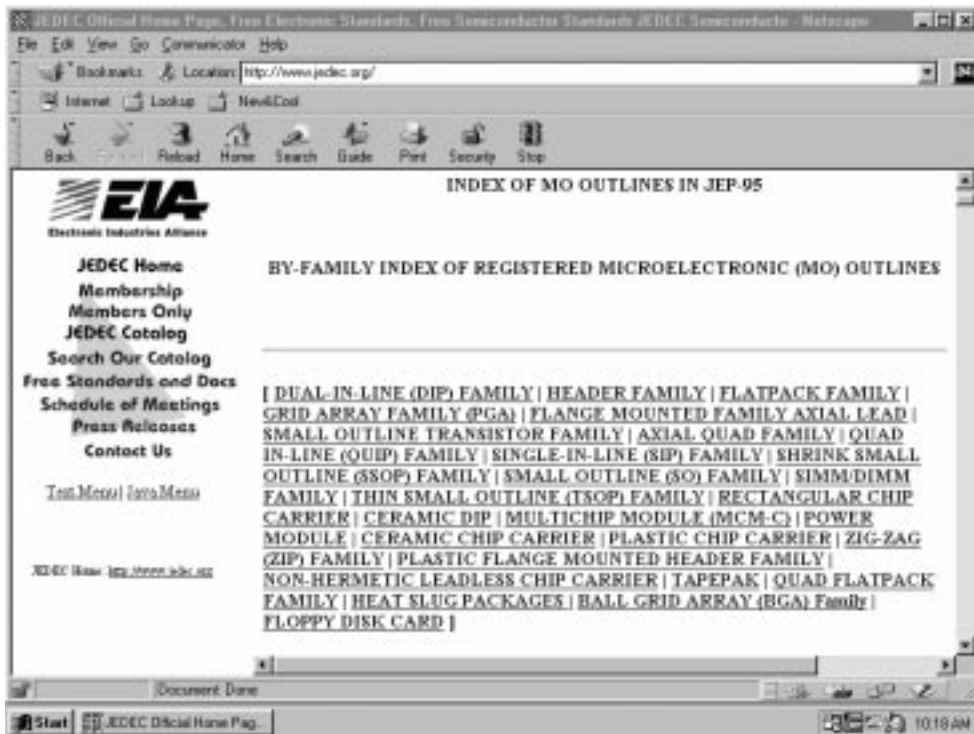 JEDEC Official Home Page, Free Electronic Standards, Free Semiconductor Standards JEDEC Semiconducto - Netscape
File Edit View Go Communicator Help
Bookmarks Location: http://www.jedec.org/
Internet Lookup New&Cool
Back Forward Reload Home Search Guide Print Security Stop
EIA
Electronic Industries Alliance
JEDEC Home
Membership
Members Only
JEDEC Catalog
Search Our Catalog
Free Standards and Docs
Schedule of Meetings
Press Releases
Contact Us
Text Menu | Java Menu
JEDEC Home: http://www.jedec.org
INDEX OF MO OUTLINES IN JEP-95
BY-FAMILY INDEX OF REGISTERED MICROELECTRONIC (MO) OUTLINES
[ DUAL-IN-LINE (DIP) FAMILY | HEADER FAMILY | FLATPACK FAMILY |
GRID ARRAY FAMILY (PGA) | FLANGE MOUNTED FAMILY AXIAL LEAD |
SMALL OUTLINE TRANSISTOR FAMILY | AXIAL QUAD FAMILY | QUAD
IN-LINE (QUIP) FAMILY | SINGLE-IN-LINE (SIP) FAMILY | SHRINK SMALL
OUTLINE (SSOP) FAMILY | SMALL OUTLINE (SO) FAMILY | SIMM/DIMM
FAMILY | THIN SMALL OUTLINE (TSOP) FAMILY | RECTANGULAR CHIP
CARRIER | CERAMIC DIP | MULTICHIP MODULE (MCM-C) | POWER
MODULE | CERAMIC CHIP CARRIER | PLASTIC CHIP CARRIER | ZIG-ZAG
(ZIP) FAMILY | PLASTIC FLANGE MOUNTED HEADER FAMILY |
NON-HERMETIC LEADLESS CHIP CARRIER | TAPEPAK | QUAD FLATPACK
FAMILY | HEAT SLUG PACKAGES | BALL GRID ARRAY (BGA) Family |
FLOPPY DISK CARD ]
Document: Done
Start JEDEC Official Home Pag... 10:18 AM